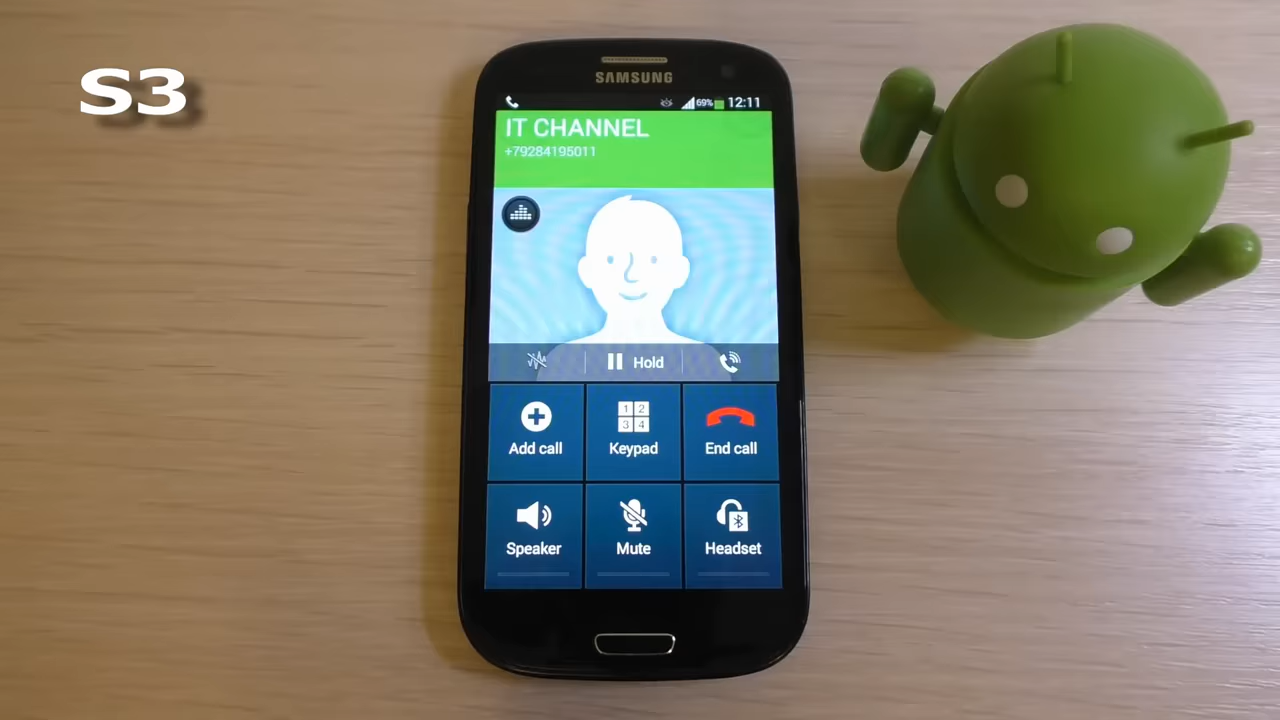 S3
SAMSUNG
69% 12:11
IT CHANNEL
+79284195011
Hold
1 2
3 4
Add call Keypad End call
Speaker Mute Headset